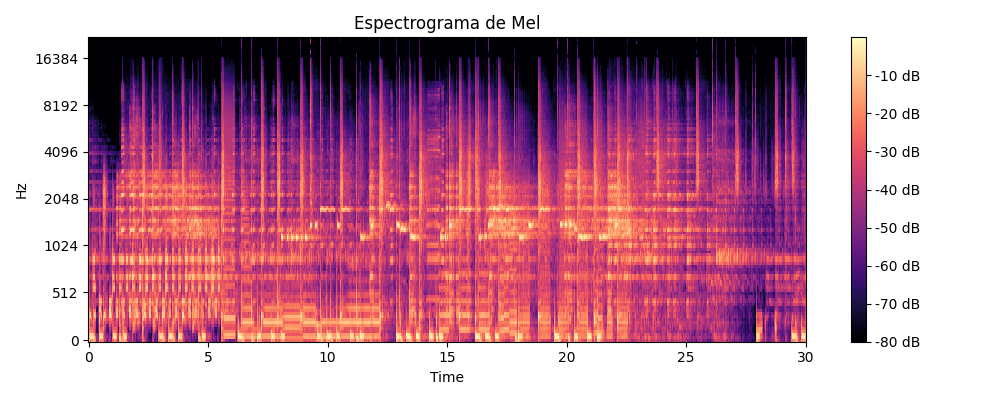 Espectrograma de Mel
Hz
16384
8192
4096
2048
1024
512
0
0 5 10 15 20 25 30
Time
-10 dB
-20 dB
-30 dB
-40 dB
-50 dB
-60 dB
-70 dB
-80 dB